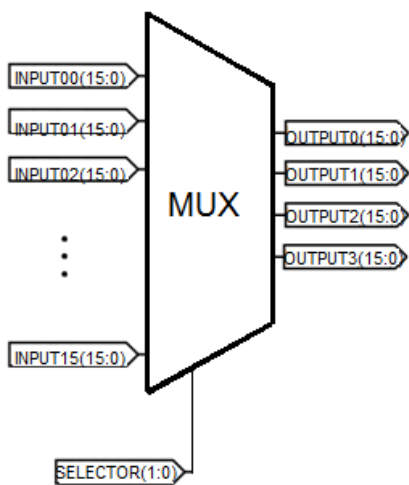 INPUT00(15:0)
INPUT01(15:0)
INPUT02(15:0)
INPUT15(15:0)
MUX
OUTPUT0(15:0)
OUTPUT1(15:0)
OUTPUT2(15:0)
OUTPUT3(15:0)
SELECTOR(1:0)